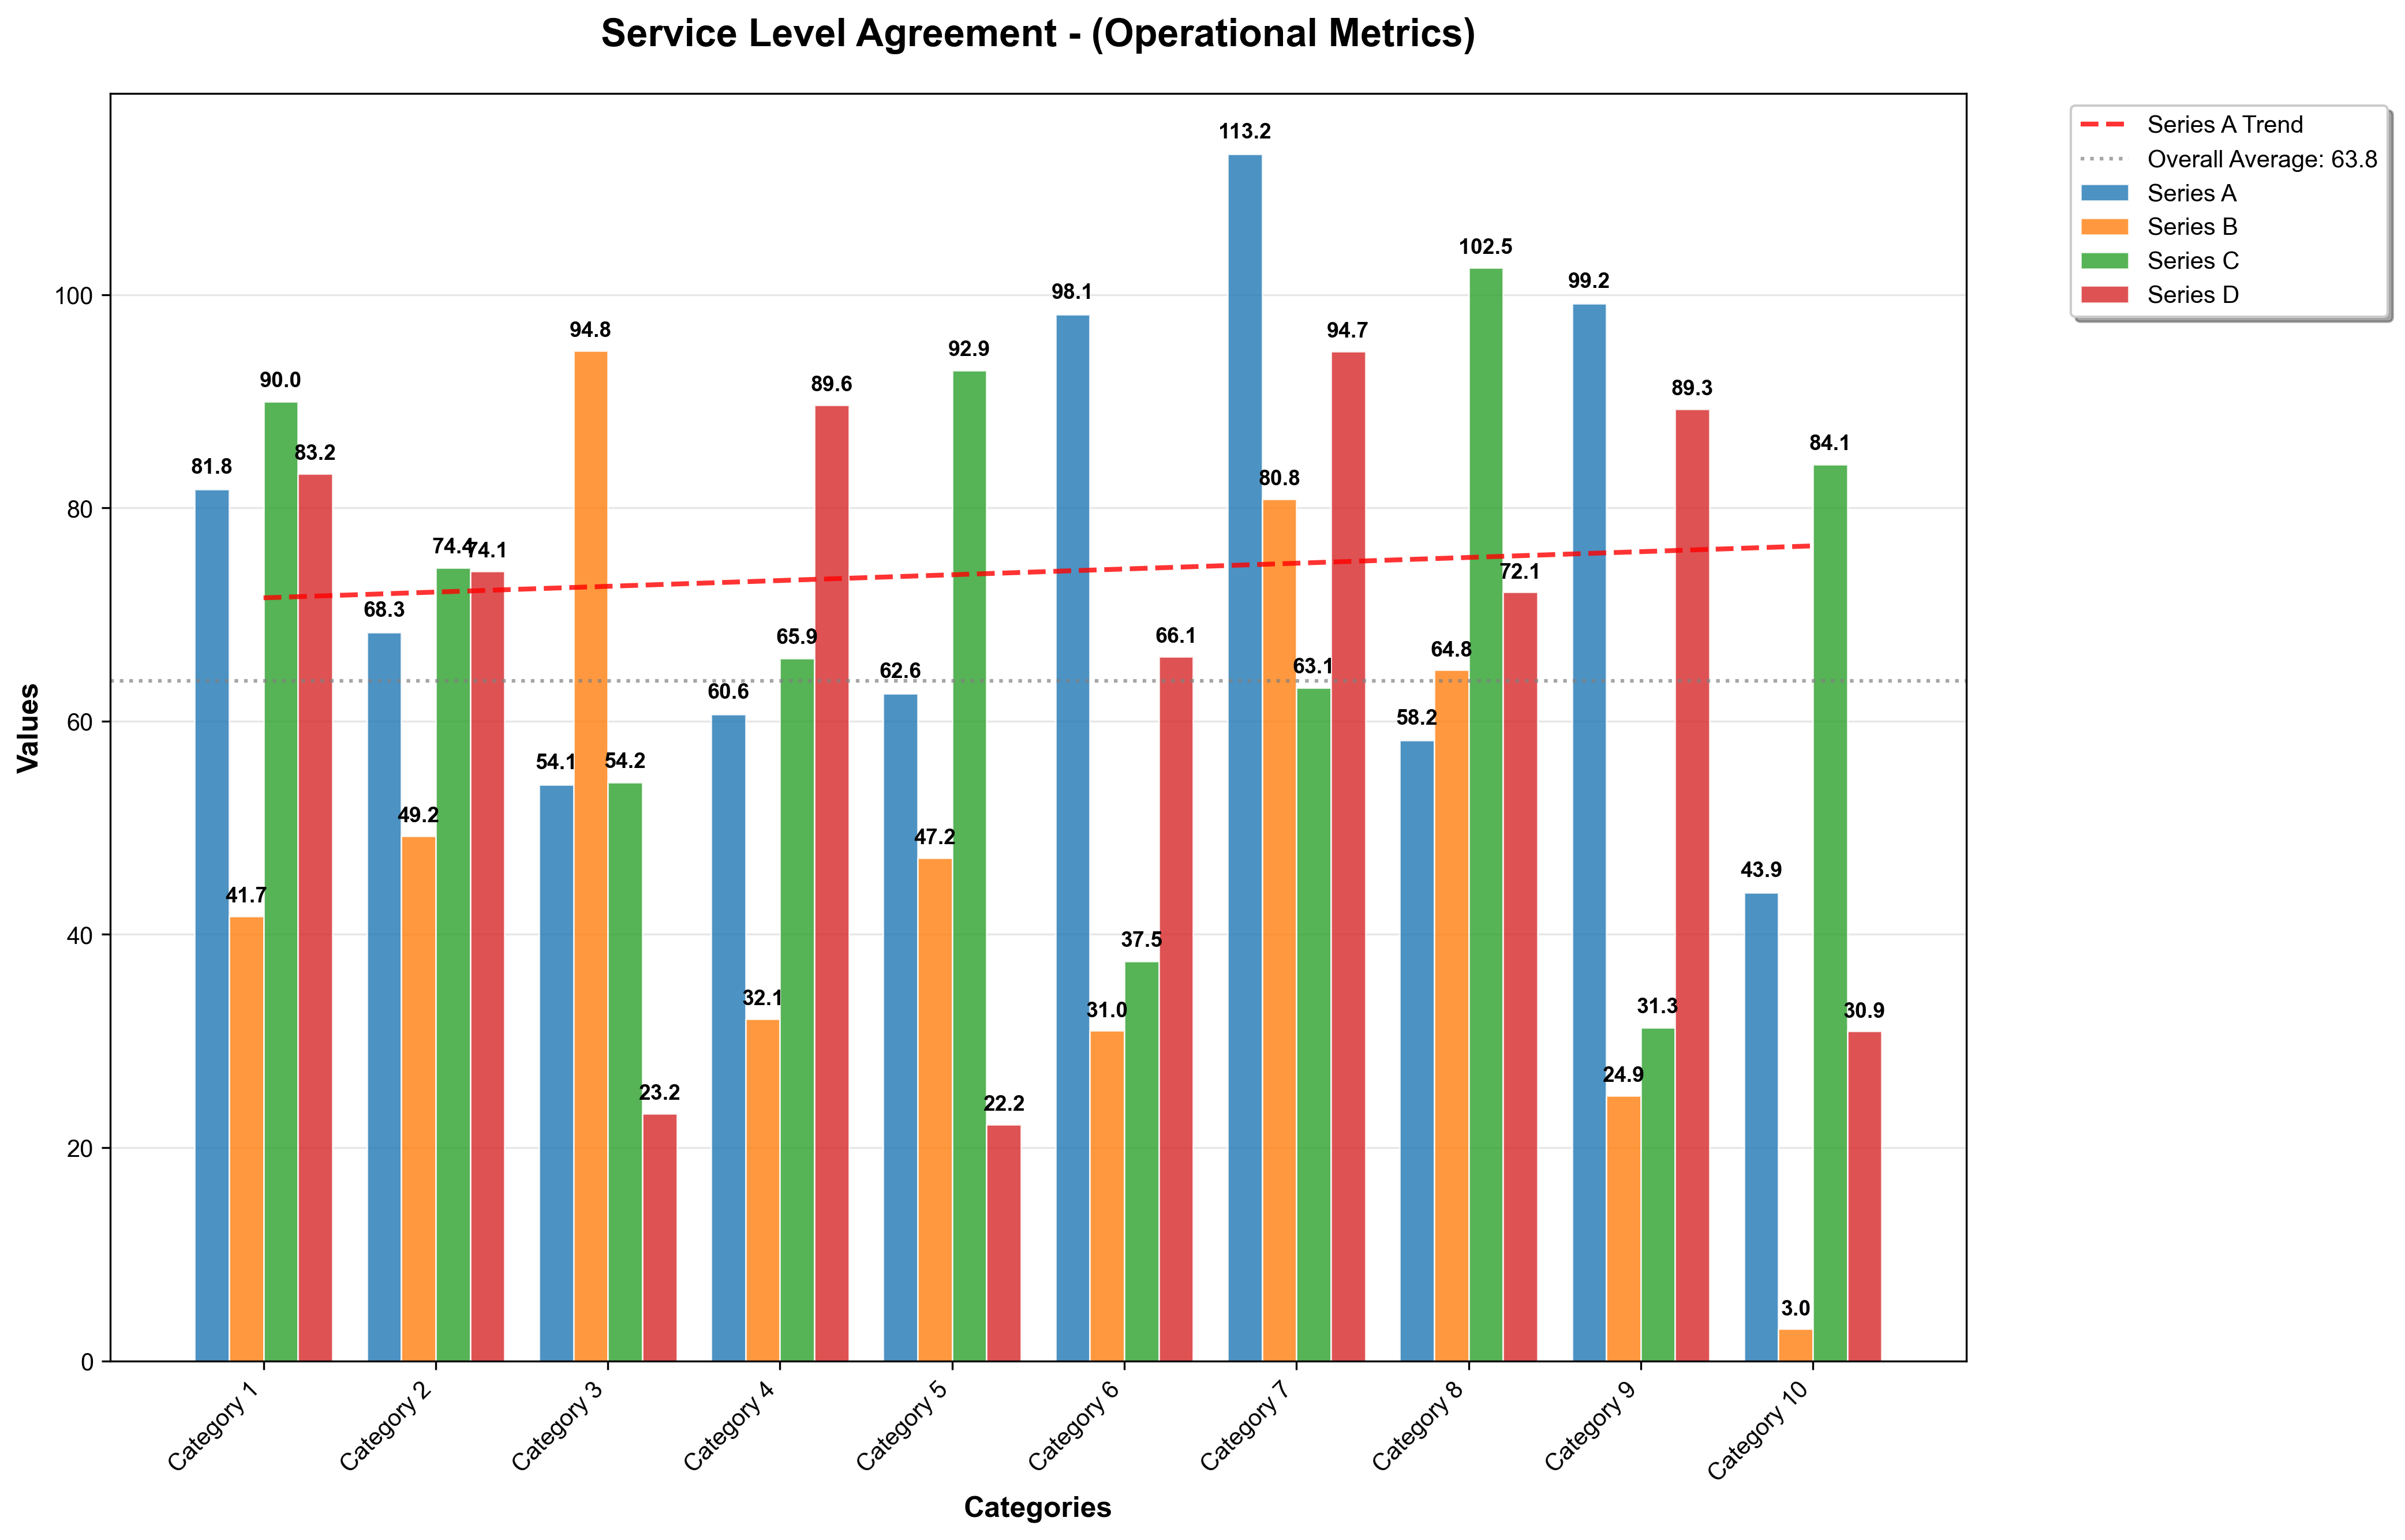 Service Level Agreement - (Operational Metrics)
Series A Trend
Overall Average: 63.8
Series A
Series B
Series C
Series D
Values
100
80
60
40
20
0
81.8
41.7
90.0
83.2
68.3
49.2
74.4
74.1
54.1
94.8
54.2
23.2
60.6
32.1
65.9
89.6
62.6
47.2
92.9
22.2
98.1
31.0
37.5
66.1
113.2
80.8
63.1
94.7
58.2
64.8
102.5
72.1
99.2
24.9
31.3
89.3
43.9
3.0
84.1
30.9
Category 1
Category 2
Category 3
Category 4
Category 5
Category 6
Category 7
Category 8
Category 9
Category 10
Categories